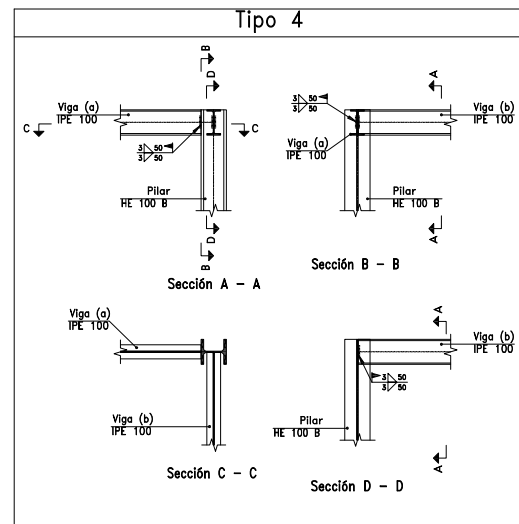 Tipo 4
B
D
Viga (a)
IPE 100
C
C
3 50
3 50
Pilar
HE 100 B
D
B
Sección A - A
A
3 50
3 50
Viga (b)
IPE 100
Viga (a)
IPE 100
Pilar
HE 100 B
A
Sección B - B
Viga (a)
IPE 100
Viga (b)
IPE 100
Sección C - C
A
Viga (b)
IPE 100
3 50
3 50
Pilar
HE 100 B
A
Sección D - D